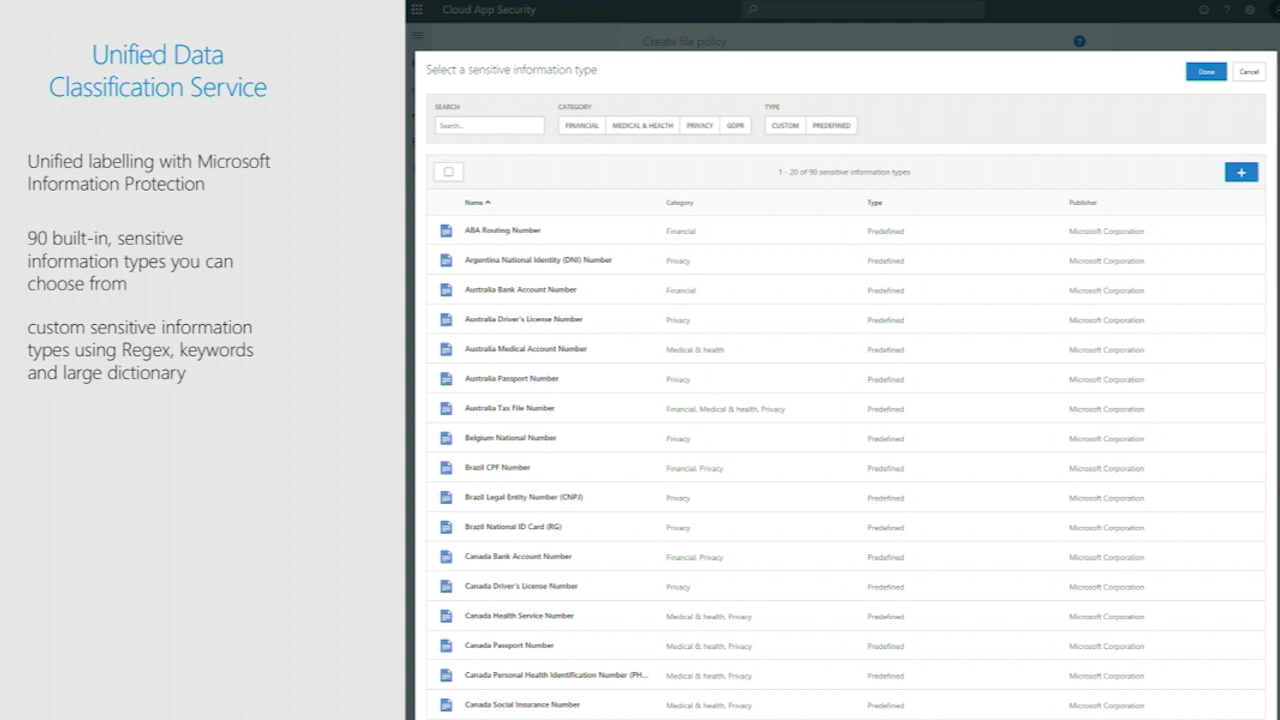 Unified Data
Classification Service
Unified labelling with Microsoft
Information Protection
90 built-in, sensitive
information types you can
choose from
custom sensitive information
types using Regex, keywords
and large dictionary
Cloud App Security
Create file policy
Select a sensitive information type
Done Cancel
SEARCH CATEGORY TYPE
Search... FINANCIAL MEDICAL & HEALTH PRIVACY GDPR CUSTOM PREDEFINED
1 - 20 of 90 sensitive information types
Name Category Type Publisher
ABA Routing Number Financial Predefined Microsoft Corporation
Argentina National Identity (DNI) Number Privacy Predefined Microsoft Corporation
Australia Bank Account Number Financial Predefined Microsoft Corporation
Australia Driver's License Number Privacy Predefined Microsoft Corporation
Australia Medical Account Number Medical & health Predefined Microsoft Corporation
Australia Passport Number Privacy Predefined Microsoft Corporation
Australia Tax File Number Financial, Medical & health, Privacy Predefined Microsoft Corporation
Belgium National Number Privacy Predefined Microsoft Corporation
Brazil CPF Number Financial, Privacy Predefined Microsoft Corporation
Brazil Legal Entity Number (CNPJ) Privacy Predefined Microsoft Corporation
Brazil National ID Card (RG) Privacy Predefined Microsoft Corporation
Canada Bank Account Number Financial, Privacy Predefined Microsoft Corporation
Canada Driver's License Number Privacy Predefined Microsoft Corporation
Canada Health Service Number Medical & health, Privacy Predefined Microsoft Corporation
Canada Passport Number Medical & health, Privacy Predefined Microsoft Corporation
Canada Personal Health Identification Number (PH... Medical & health, Privacy Predefined Microsoft Corporation
Canada Social Insurance Number Medical & health, Privacy Predefined Microsoft Corporation